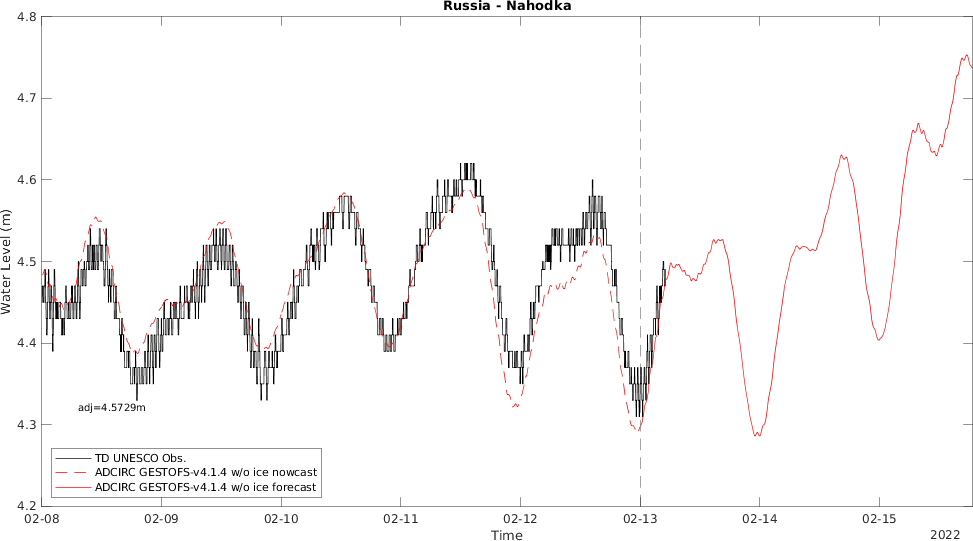 Russia - Nahodka
4.8
4.7
4.6
4.5
4.4
4.3
4.2
Water Level (m)
adj=4.5729m
TD UNESCO Obs.
ADCIRC GESTOFS-v4.1.4 w/o ice nowcast
ADCIRC GESTOFS-v4.1.4 w/o ice forecast
02-08 02-09 02-10 02-11 02-12 02-13 02-14 02-15
Time
2022